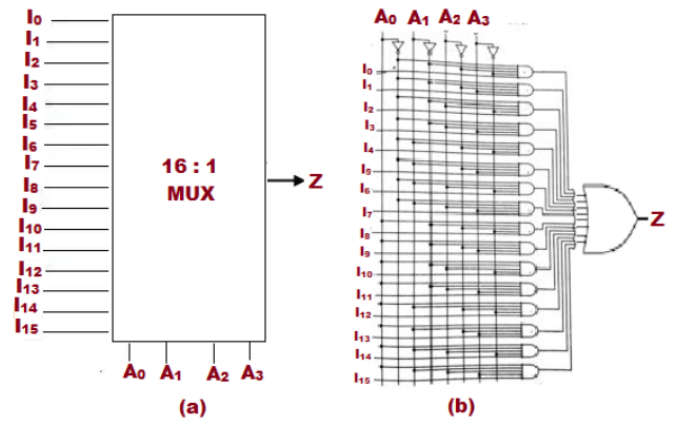 I0
I1
I2
I3
I4
I5
I6
I7
I8
I9
I10
I11
I12
I13
I14
I15
16 : 1
MUX
Z
A0 A1 A2 A3
(a)
A0 A1 A2 A3
I0
I1
I2
I3
I4
I5
I6
I7
I8
I9
I10
I11
I12
I13
I14
I15
Z
(b)